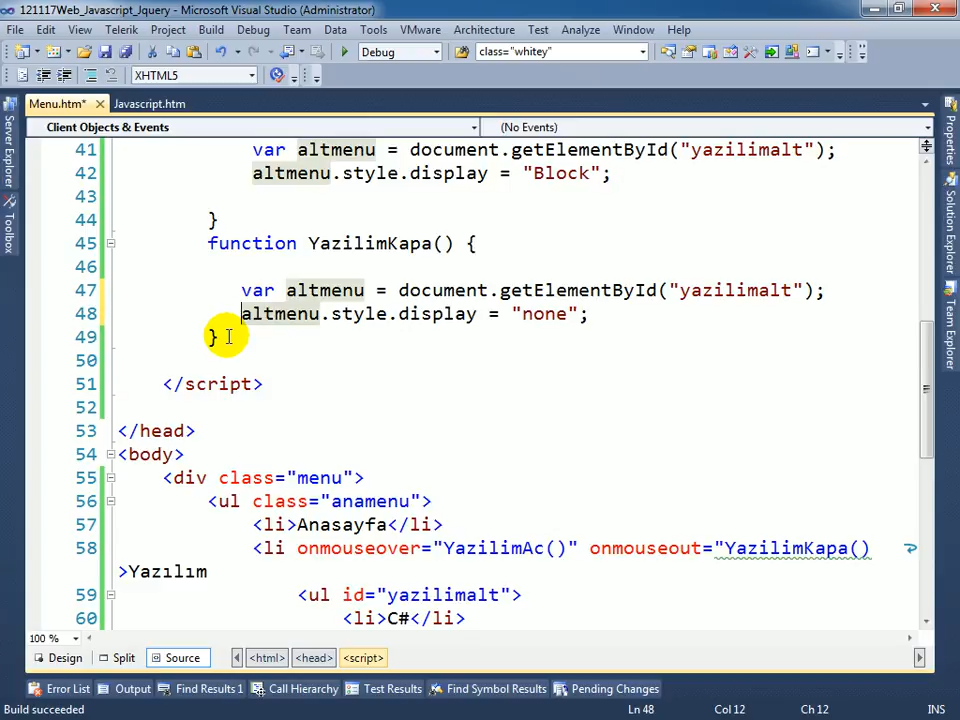 121117Web_Javascript_Jquery - Microsoft Visual Studio (Administrator)
File Edit View Telerik Project Build Debug Team Data Tools VMware Architecture Test Analyze Window Help
Debug class="whitey"
XHTML5
Menu.htm* Javascript.htm
Client Objects & Events (No Events)
41 var altmenu = document.getElementById("yazilimalt");
42 altmenu.style.display = "Block";
43
44 }
45 function YazilimKapa() {
46
47 var altmenu = document.getElementById("yazilimalt");
48 altmenu.style.display = "none";
49 }
50
51 </script>
52
53 </head>
54 <body>
55 <div class="menu">
56 <ul class="anamenu">
57 <li>Anasayfa</li>
58 <li onmouseover="YazilimAc()" onmouseout="YazilimKapa()
>Yazılım
59 <ul id="yazilimalt">
60 <li>C#</li>
Server Explorer
Toolbox
Properties
Solution Explorer
Team Explorer
100 %
Design Split Source <html> <head> <script>
Error List Output Find Results 1 Call Hierarchy Test Results Find Symbol Results Pending Changes
Build succeeded Ln 48 Col 12 Ch 12 INS